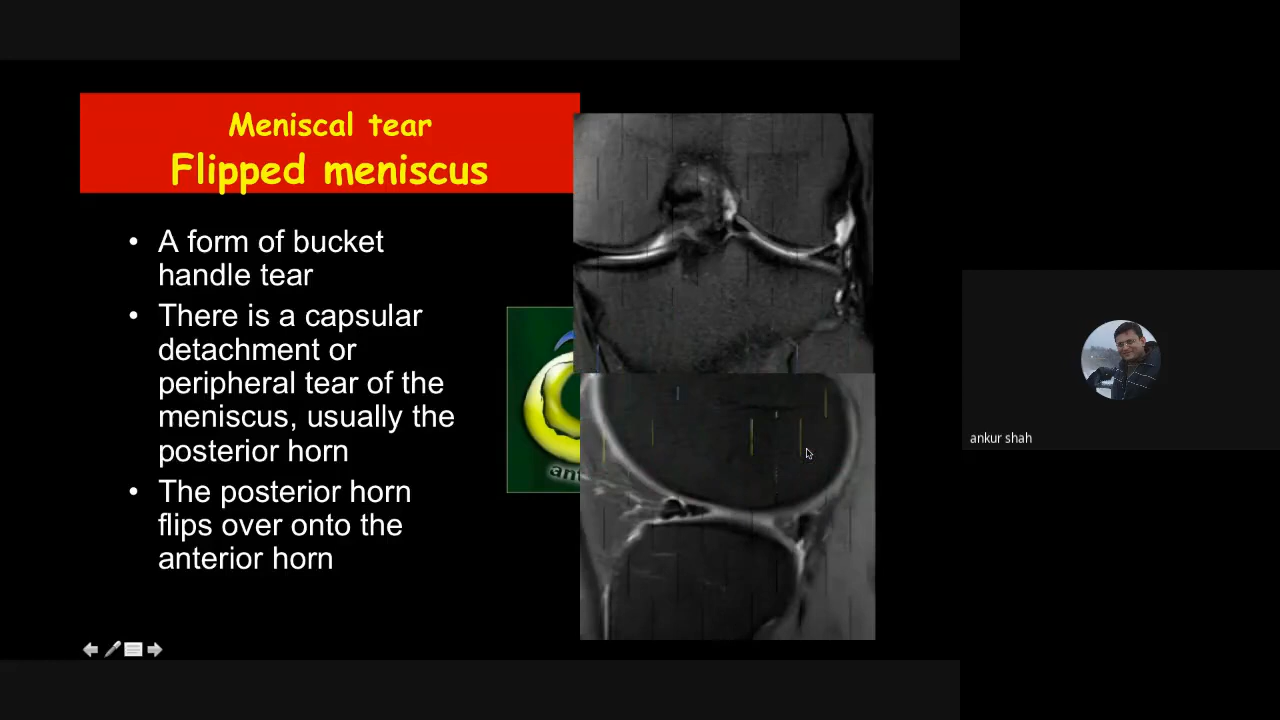 Meniscal tear
Flipped meniscus
• A form of bucket
handle tear
• There is a capsular
detachment or
peripheral tear of the
meniscus, usually the
posterior horn
• The posterior horn
flips over onto the
anterior horn
ant
ankur shah